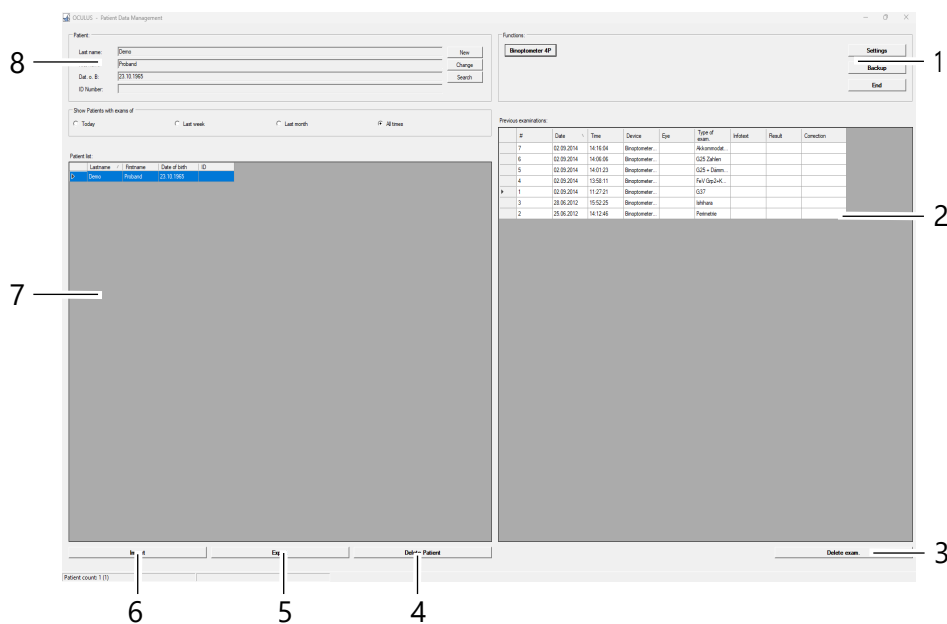 OCULUS - Patient Data Management
Patient
Last name: Demo New
Proband Change
Dat. o. B: 23.10.1965 Search
ID Number:
Functions:
Binoptometer 4P Settings
Backup
End
8
1
Show Patients with exams of
Today Last week Last month All times
Patient list:
Lastname Firstname Date of birth ID
D Demo Proband 23.10.1965
Previous examinations:
# Date Time Device Eye Type of exam. Infotext Result Correction
7 02.09.2014 14:16:04 Binoptometer... Akkommodat...
6 02.09.2014 14:06:06 Binoptometer... G25 Zahlen
5 02.09.2014 14:01:23 Binoptometer... G25 + Dämm...
4 02.09.2014 13:50:11 Binoptometer... FeV Grp2+K...
1 02.09.2014 11:27:21 Binoptometer... G37
3 28.06.2012 15:52:25 Binoptometer... Ishihara
2 25.06.2012 14:12:46 Binoptometer... Perimetrie
2
7
Delete Patient
Delete exam.
3
Patient count: 1 (1)
6 5 4